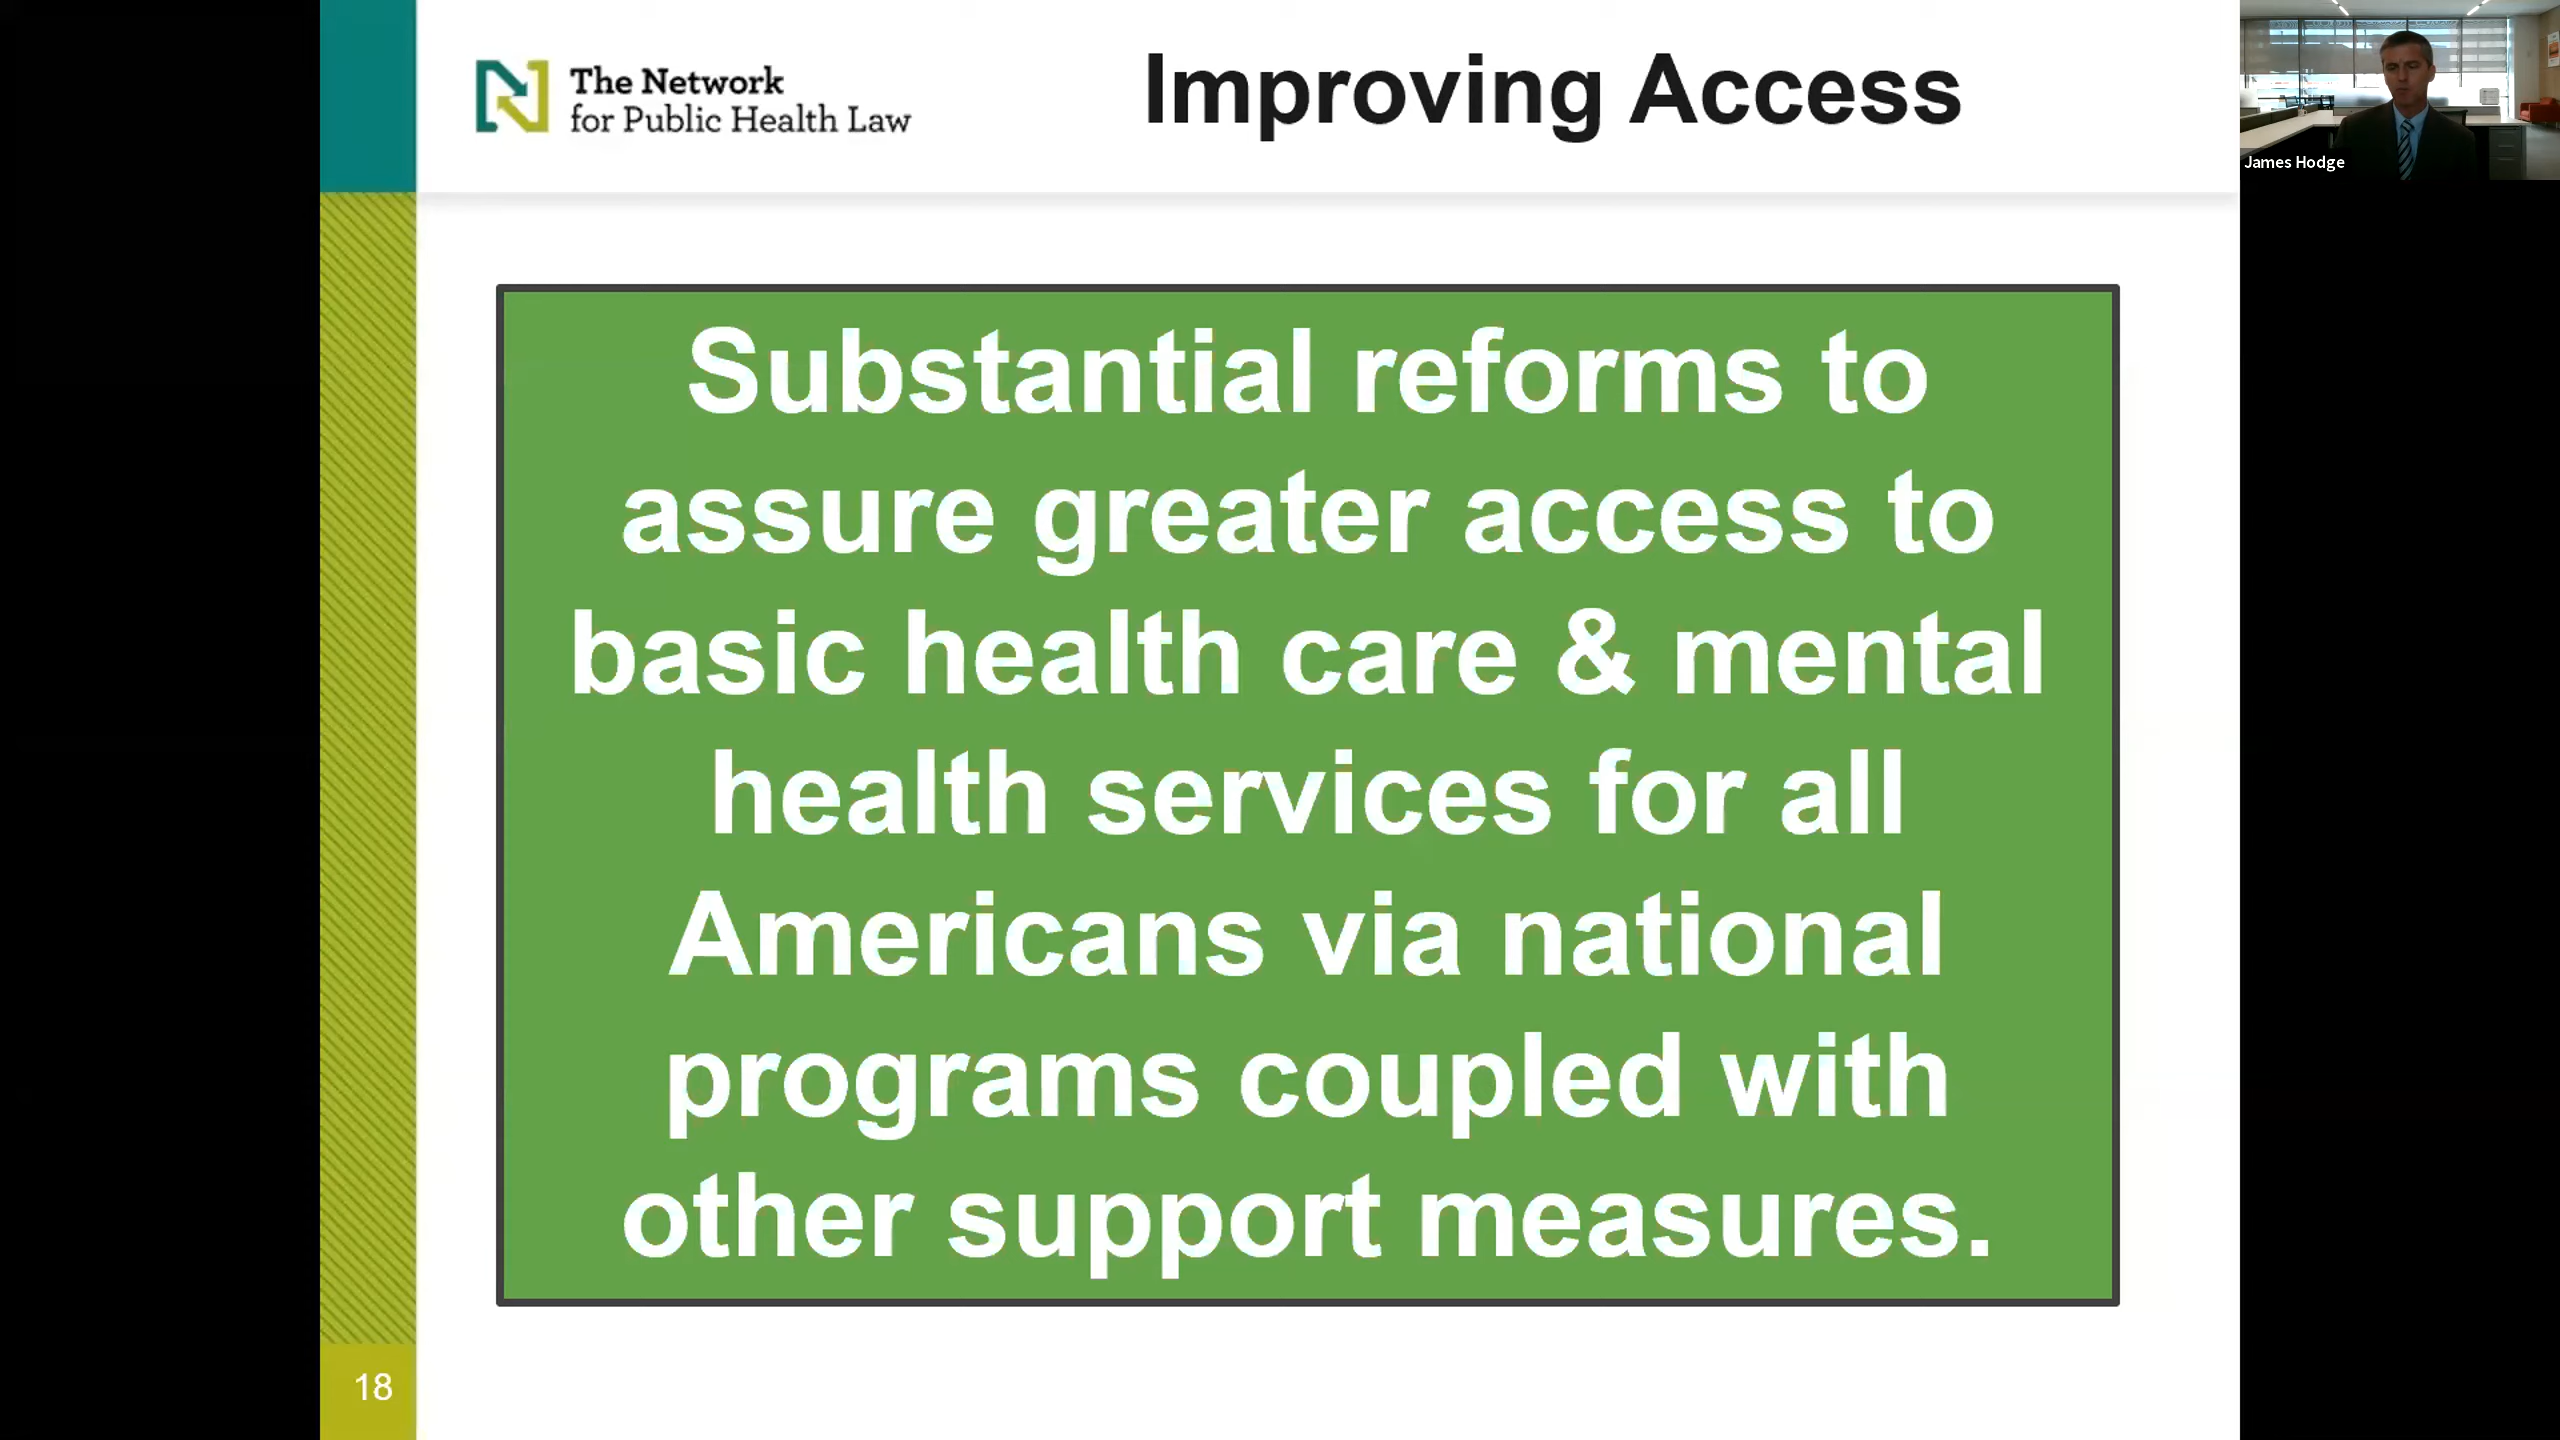 The Network
for Public Health Law
Improving Access
James Hodge
Substantial reforms to
assure greater access to
basic health care & mental
health services for all
Americans via national
programs coupled with
other support measures.
18